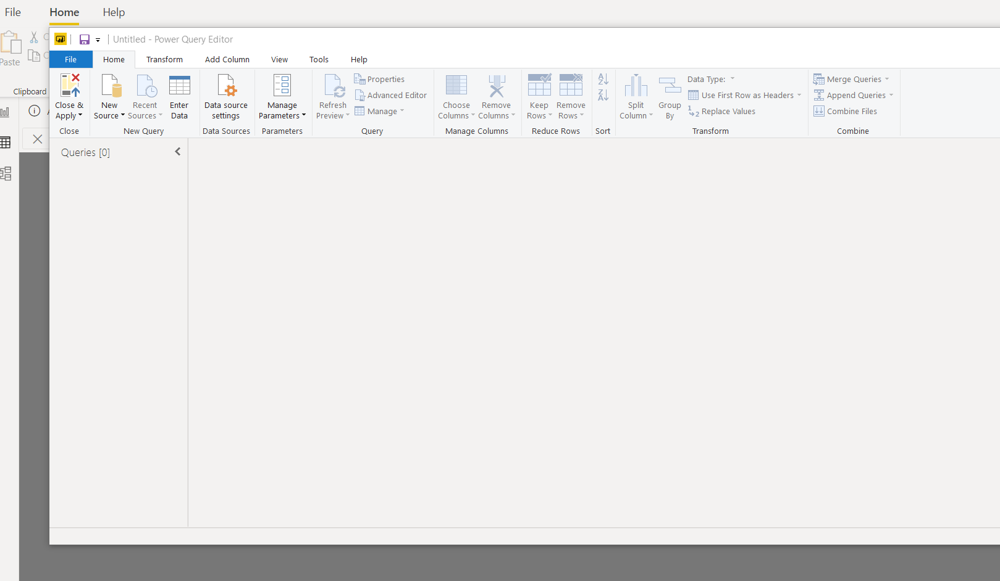 File Home Help
Untitled - Power Query Editor
Paste
Clipboard
File Home Transform Add Column View Tools Help
Close &
Apply
Close
New
Source
Recent
Sources
Enter
Data
New Query
Data source
settings
Data Sources
Manage
Parameters
Parameters
Refresh
Preview
Properties
Advanced Editor
Manage
Query
Choose
Columns
Remove
Columns
Manage Columns
Keep
Rows
Remove
Rows
Reduce Rows
Sort
Split
Column
Group
By
Data Type:
Use First Row as Headers
Replace Values
Transform
Merge Queries
Append Queries
Combine Files
Combine
Queries [0]